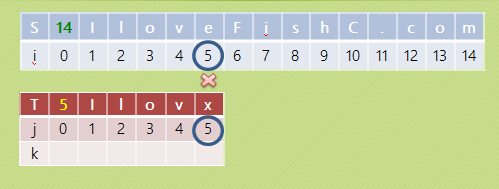 S 14 I l o v e F i s h C . c o m
i 0 1 2 3 4 5 6 7 8 9 10 11 12 13 14
T 5 I l o v x
j 0 1 2 3 4 5
k